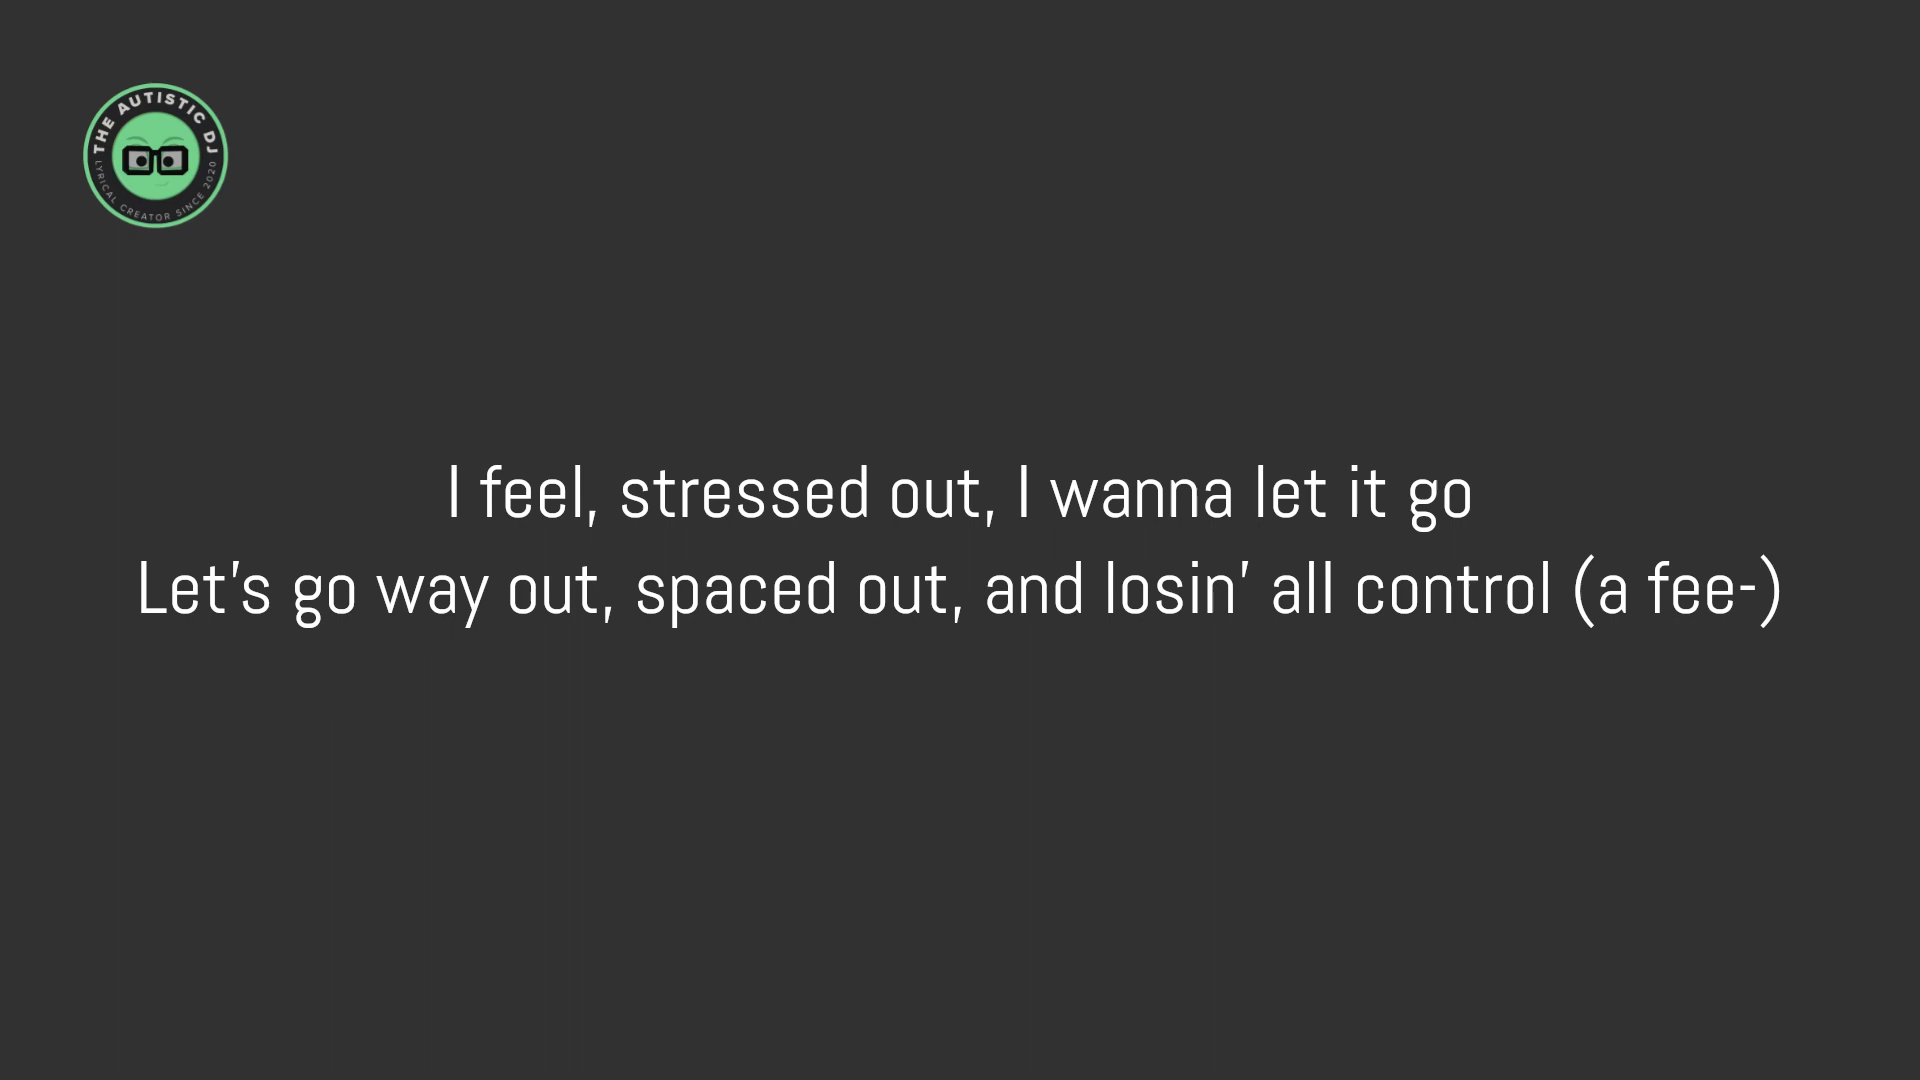 THE AUTISTIC DJ
LYRICAL CREATOR SINCE 2020
I feel, stressed out, I wanna let it go
Let's go way out, spaced out, and losin' all control (a fee-)